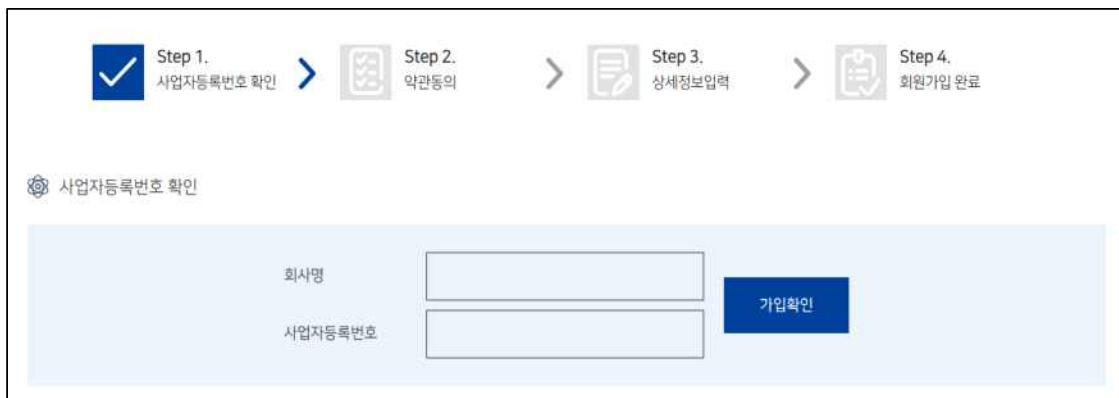 Step 1.
사업자등록번호 확인
Step 2.
약관동의
Step 3.
상세정보입력
Step 4.
회원가입 완료
사업자등록번호 확인
회사명
가입확인
사업자등록번호